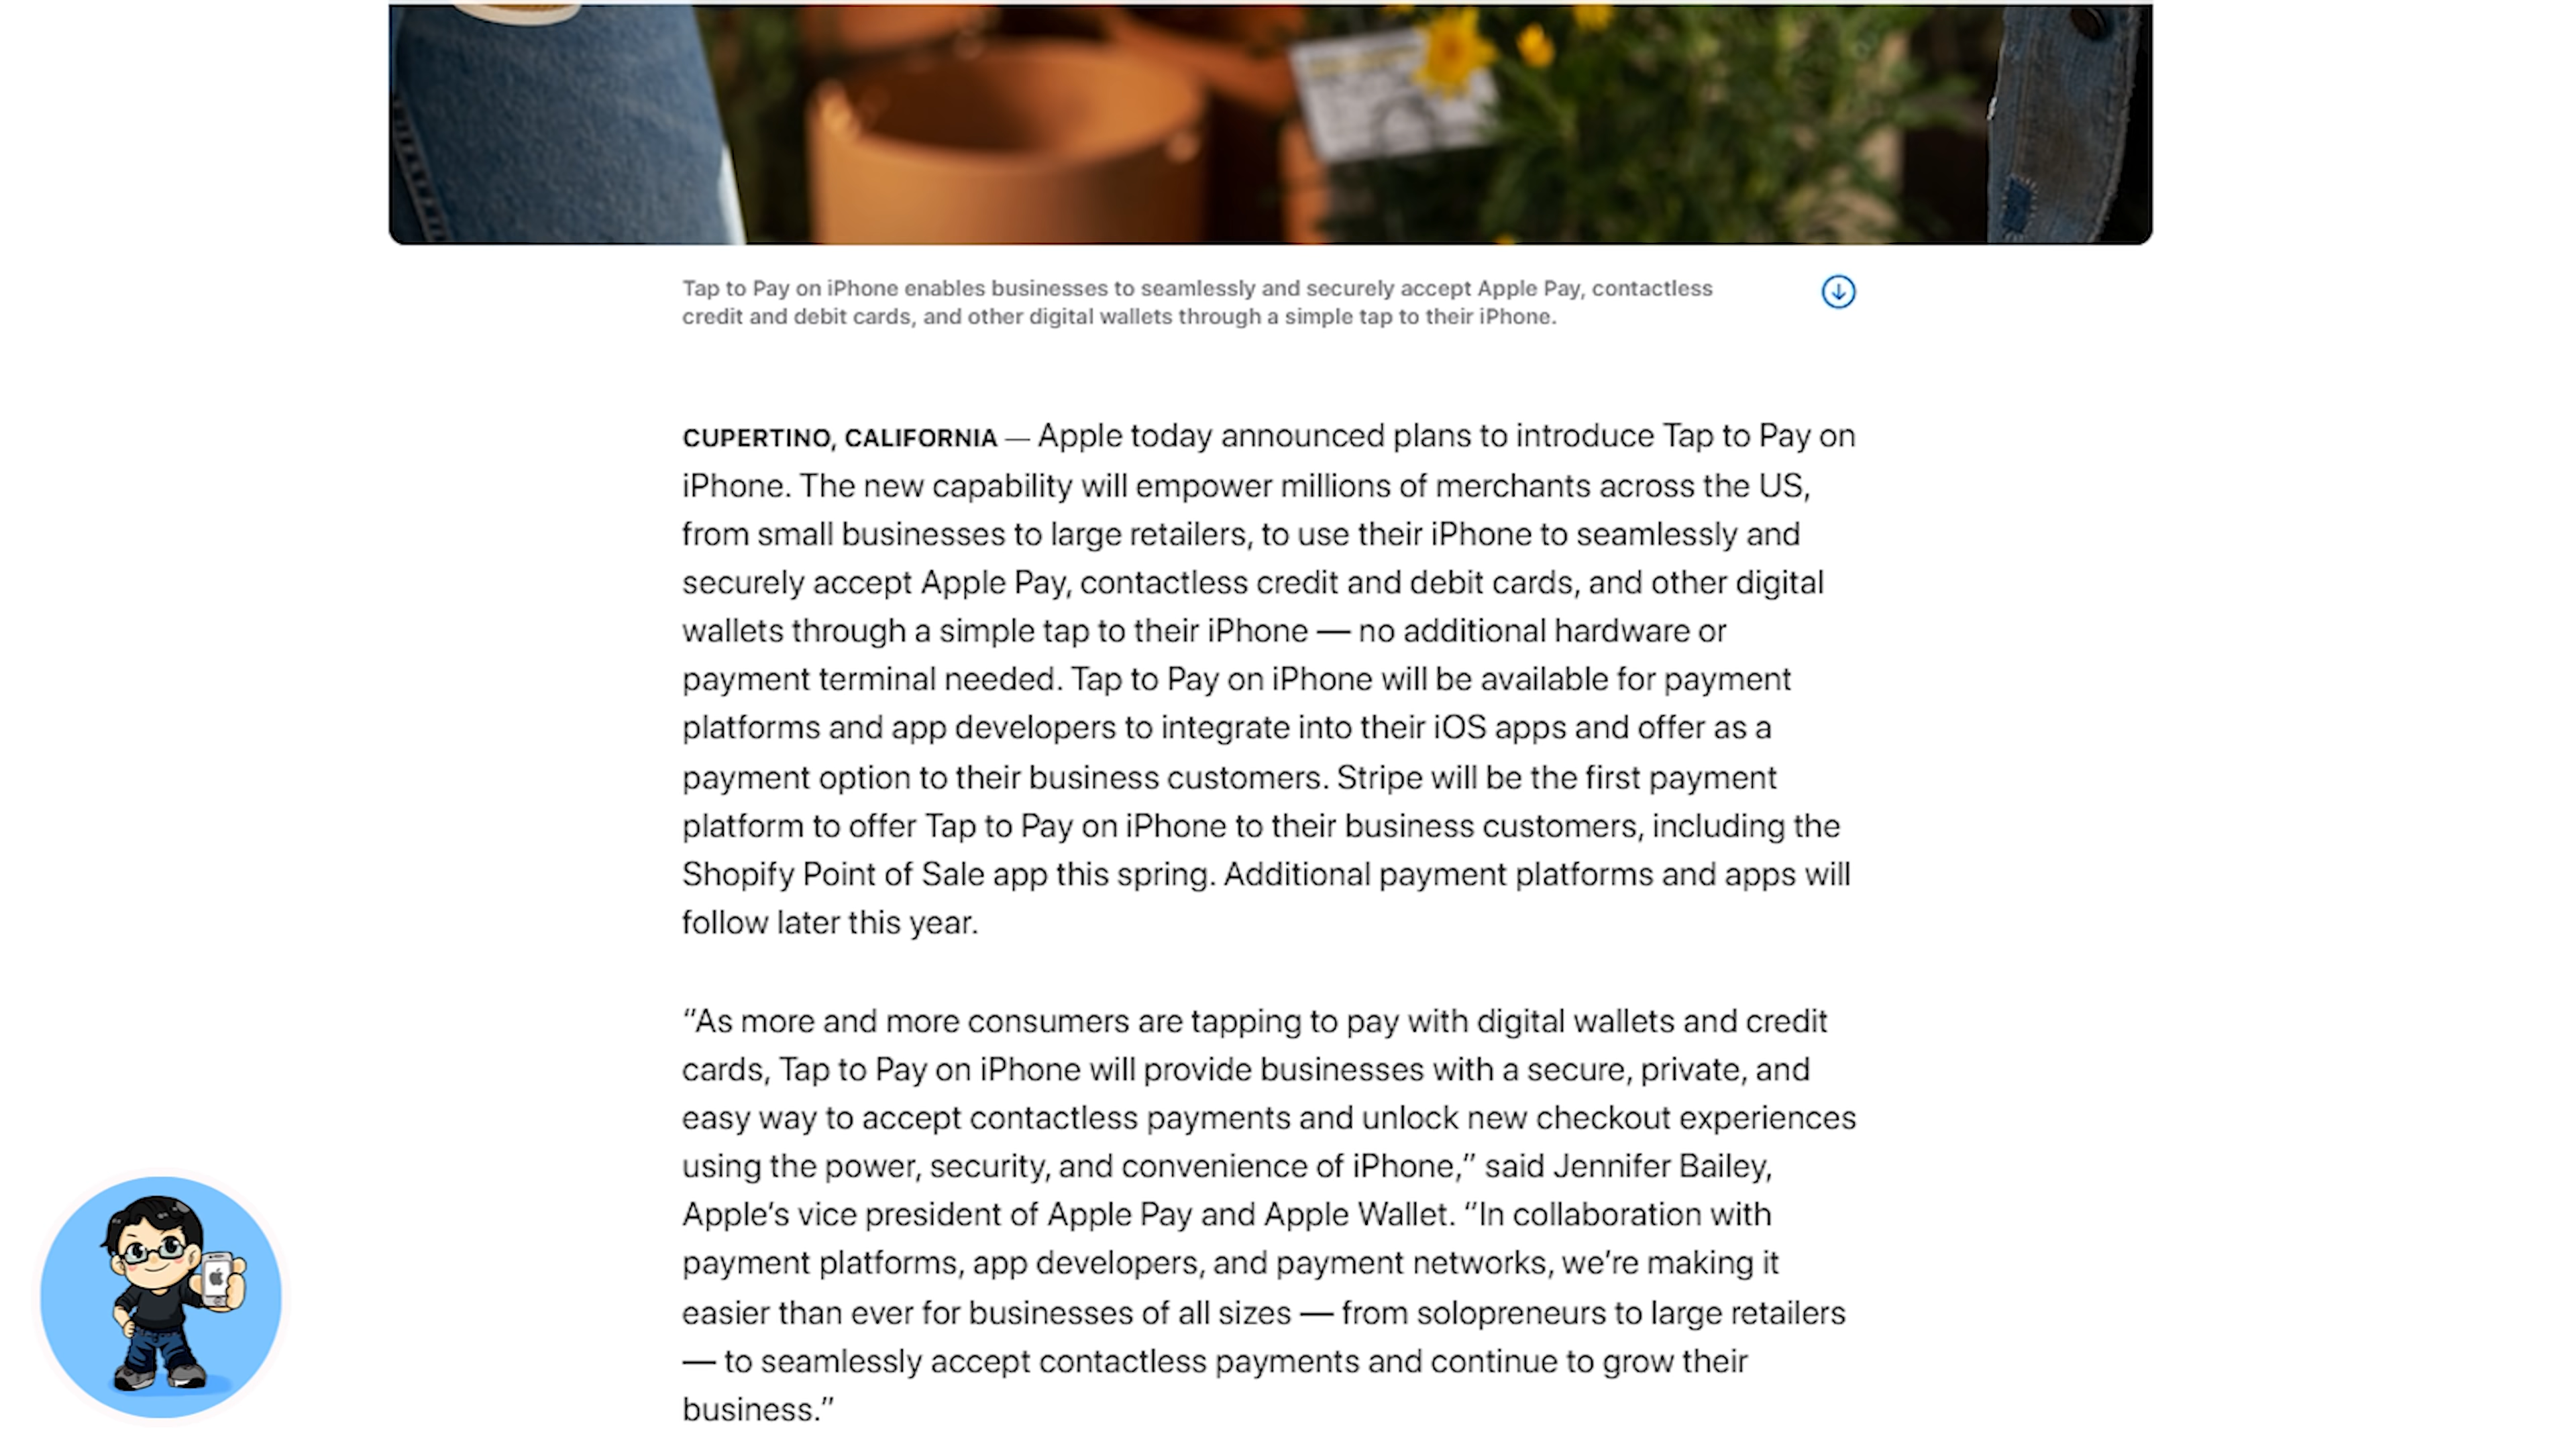 Tap to Pay on iPhone enables businesses to seamlessly and securely accept Apple Pay, contactless
credit and debit cards, and other digital wallets through a simple tap to their iPhone.
CUPERTINO, CALIFORNIA — Apple today announced plans to introduce Tap to Pay on
iPhone. The new capability will empower millions of merchants across the US,
from small businesses to large retailers, to use their iPhone to seamlessly and
securely accept Apple Pay, contactless credit and debit cards, and other digital
wallets through a simple tap to their iPhone — no additional hardware or
payment terminal needed. Tap to Pay on iPhone will be available for payment
platforms and app developers to integrate into their iOS apps and offer as a
payment option to their business customers. Stripe will be the first payment
platform to offer Tap to Pay on iPhone to their business customers, including the
Shopify Point of Sale app this spring. Additional payment platforms and apps will
follow later this year.
“As more and more consumers are tapping to pay with digital wallets and credit
cards, Tap to Pay on iPhone will provide businesses with a secure, private, and
easy way to accept contactless payments and unlock new checkout experiences
using the power, security, and convenience of iPhone,” said Jennifer Bailey,
Apple’s vice president of Apple Pay and Apple Wallet. “In collaboration with
payment platforms, app developers, and payment networks, we’re making it
easier than ever for businesses of all sizes — from solopreneurs to large retailers
— to seamlessly accept contactless payments and continue to grow their
business.”